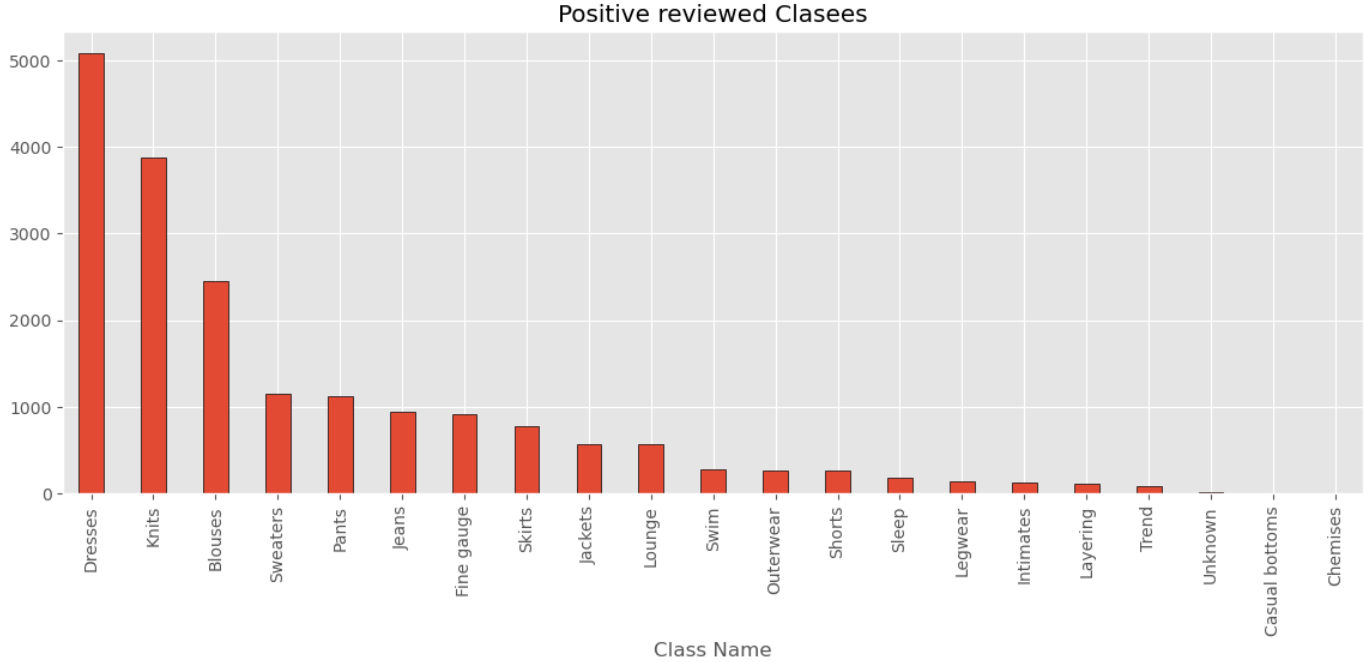 Positive reviewed Clasees
5000
4000
3000
2000
1000
0
Dresses
Knits
Blouses
Sweaters
Pants
Jeans
Fine gauge
Skirts
Jackets
Lounge
Swim
Outerwear
Shorts
Sleep
Legwear
Intimates
Layering
Trend
Unknown
Casual bottoms
Chemises
Class Name